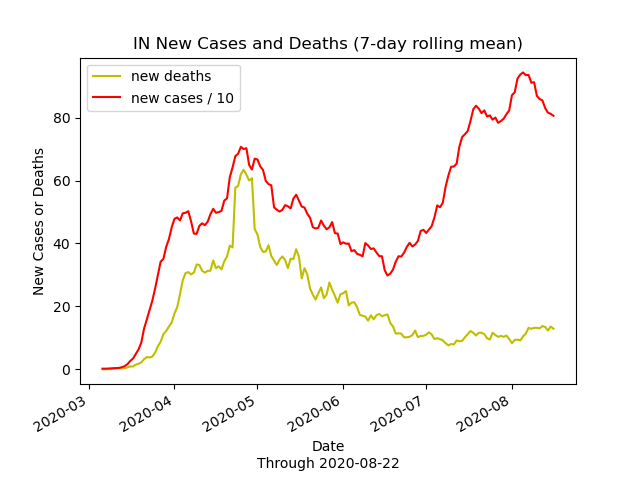 IN New Cases and Deaths (7-day rolling mean)
new deaths
new cases / 10
80
60
40
20
0
New Cases or Deaths
2020-03
2020-04
2020-05
2020-06
2020-07
2020-08
Date
Through 2020-08-22